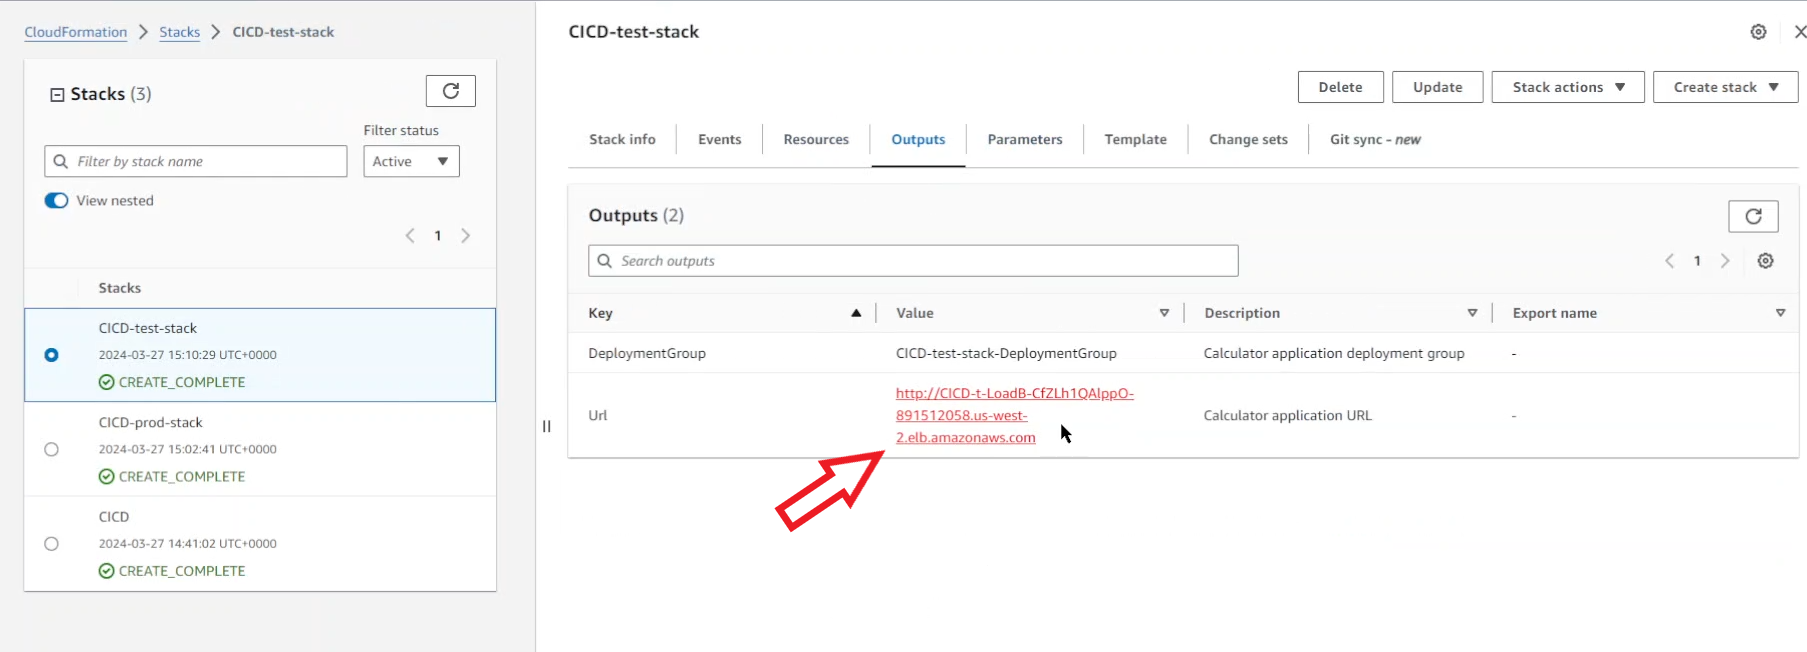 CloudFormation > Stacks > CICD-test-stack
Stacks (3)
Filter status
Filter by stack name
Active
View nested
1
Stacks
CICD-test-stack
2024-03-27 15:10:29 UTC+0000
CREATE_COMPLETE
CICD-prod-stack
2024-03-27 15:02:41 UTC+0000
CREATE_COMPLETE
CICD
2024-03-27 14:41:02 UTC+0000
CREATE_COMPLETE
CICD-test-stack
Delete Update Stack actions Create stack
Stack info Events Resources Outputs Parameters Template Change sets Git sync - new
Outputs (2)
Search outputs
1
Key Value Description Export name
DeploymentGroup CICD-test-stack-DeploymentGroup Calculator application deployment group -
http://CICD-t-LoadB-CfZLh1QAlppO-
Url 891512058.us-west- Calculator application URL -
2.elb.amazonaws.com